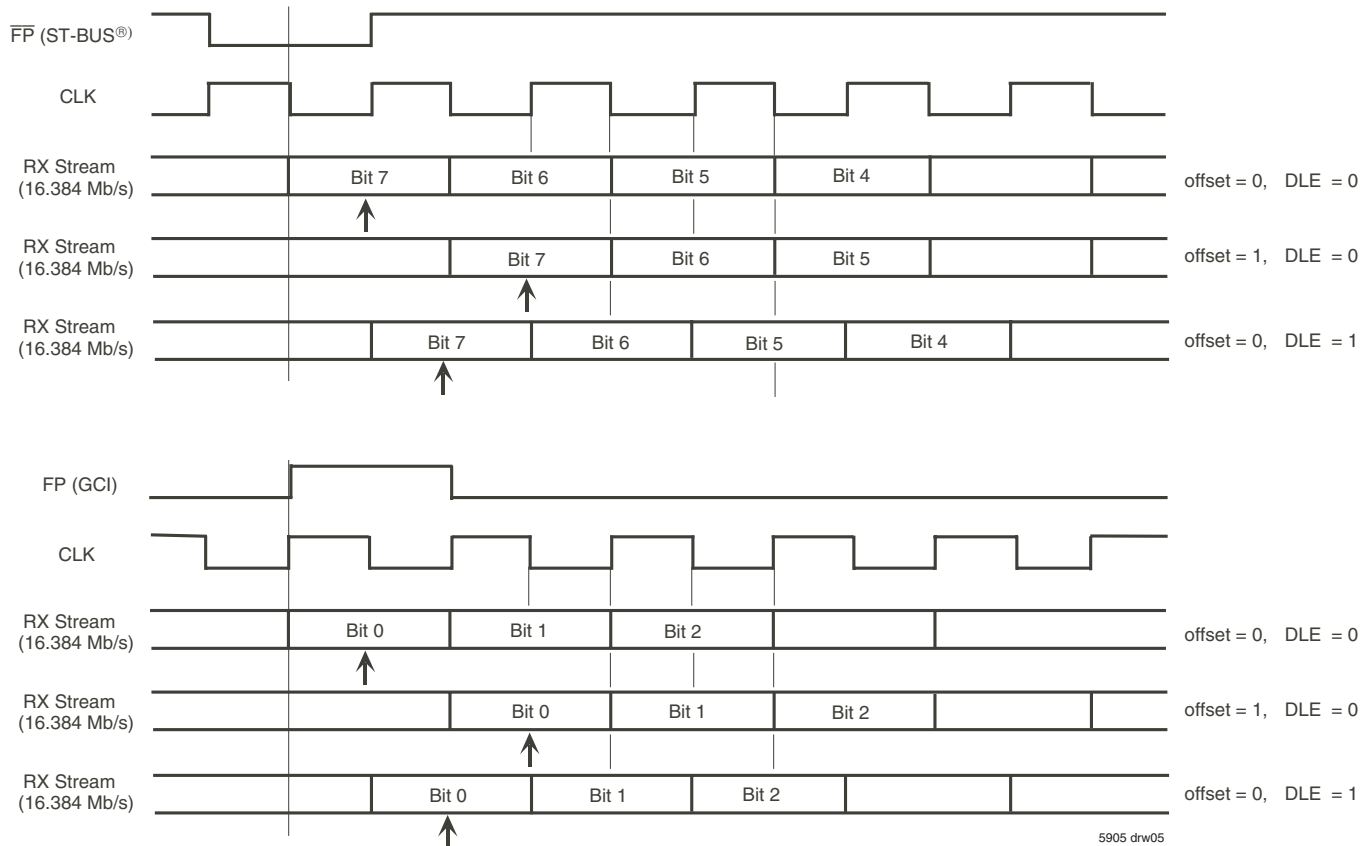 FP (ST-BUS®)
CLK
RX Stream
(16.384 Mb/s)
Bit 7 Bit 6 Bit 5 Bit 4
offset = 0, DLE = 0
RX Stream
(16.384 Mb/s)
Bit 7 Bit 6 Bit 5
offset = 1, DLE = 0
RX Stream
(16.384 Mb/s)
Bit 7 Bit 6 Bit 5 Bit 4
offset = 0, DLE = 1
FP (GCI)
CLK
RX Stream
(16.384 Mb/s)
Bit 0 Bit 1 Bit 2
offset = 0, DLE = 0
RX Stream
(16.384 Mb/s)
Bit 0 Bit 1 Bit 2
offset = 1, DLE = 0
RX Stream
(16.384 Mb/s)
Bit 0 Bit 1 Bit 2
offset = 0, DLE = 1
5905 drw05